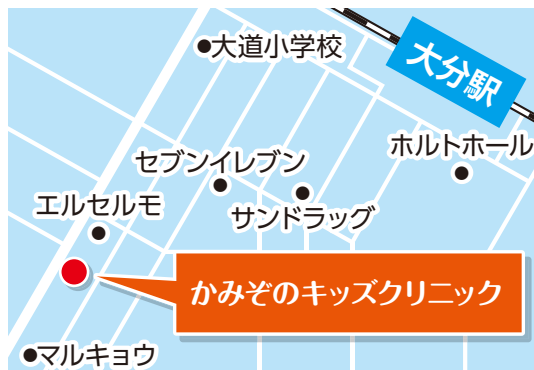 大道小学校
大分駅
ホルトホール
セブンイレブン
サンドラッグ
エルセルモ
かみぞのキッズクリニック
マルキョウ